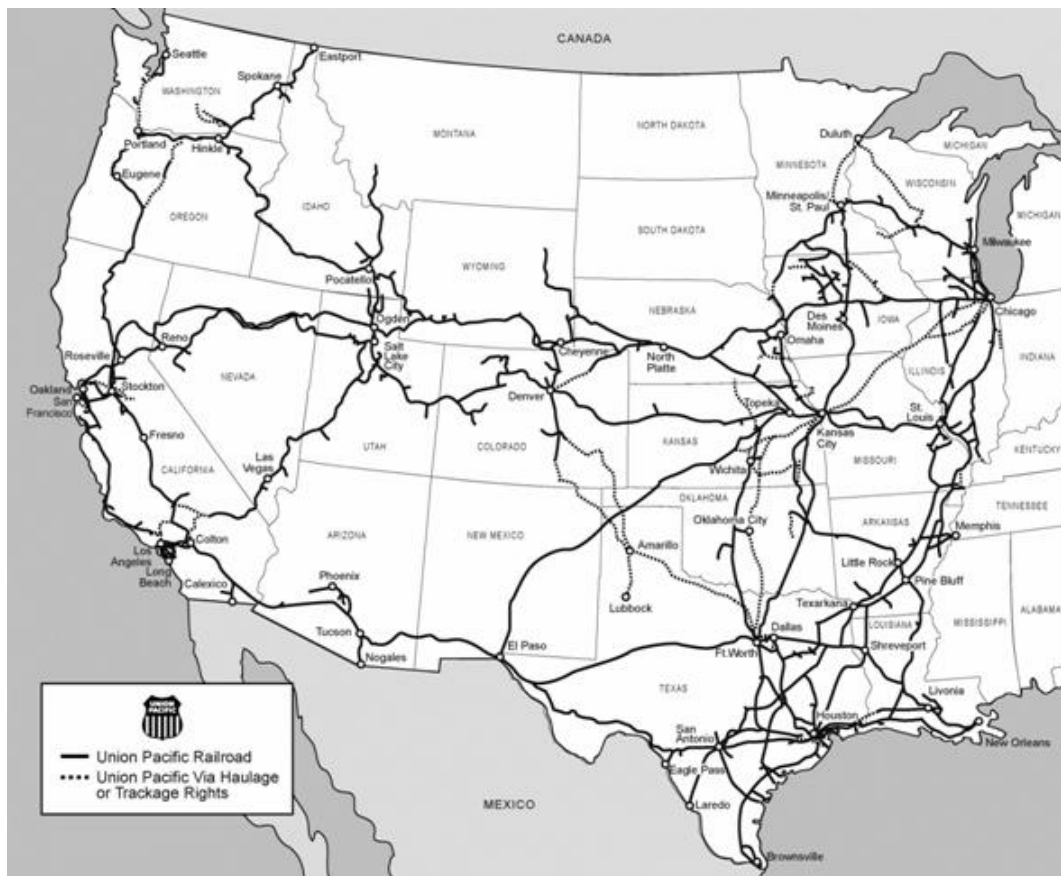 CANADA
Seattle
Eastport
Spokane
WASHINGTON
MONTANA
NORTH DAKOTA
Duluth
MICHIGAN
Portland
Hinkle
MINNESOTA
WISCONSIN
Eugene
IDAHO
Minneapolis/
St. Paul
MICHIGAN
OREGON
SOUTH DAKOTA
Milwaukee
WYOMING
Pocatello
NEBRASKA
Ogden
Des
Moines
IOWA
Chicago
Reno
Salt
Lake
City
Cheyenne
North
Platte
Omaha
INDIANA
Roseville
NEVADA
ILLINOIS
Oakland
San
Francisco
Stockton
Denver
Topeka
St.
Louis
Kansas
City
Fresno
UTAH
COLORADO
KANSAS
KENTUCKY
Las
Vegas
Wichita
MISSOURI
CALIFORNIA
OKLAHOMA
TENNESSEE
Oklahoma City
ARKANSAS
Memphis
Colton
ARIZONA
NEW MEXICO
Los
Angeles
Long
Beach
Amarillo
Little Rock
Calexico
Phoenix
Pine Bluff
Lubbock
Texarkana
MISSISSIPPI
ALABAMA
LOUISIANA
Tucson
Dallas
El Paso
Ft.Worth
Shreveport
Nogales
TEXAS
Livonia
Houston
San
Antonio
New Orleans
Eagle Pass
UNION
PACIFIC
Union Pacific Railroad
Union Pacific Via Haulage
or Trackage Rights
MEXICO
Laredo
Brownsville